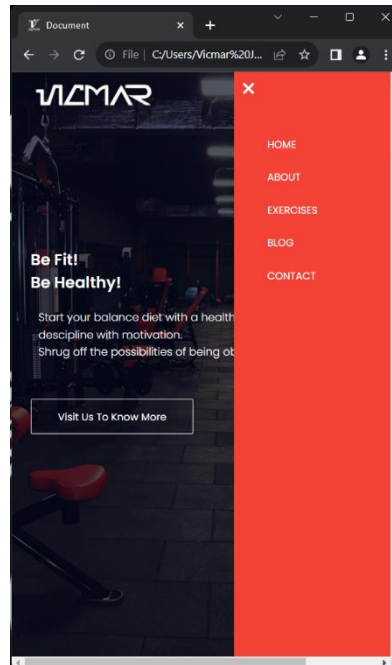 Document
File
C:/Users/Vicmar%20J...
VICMAR
HOME
ABOUT
EXERCISES
BLOG
CONTACT
Be Fit!
Be Healthy!
Start your balance diet with a health
descipline with motivation.
Shrug off the possibilities of being ob
Visit Us To Know More